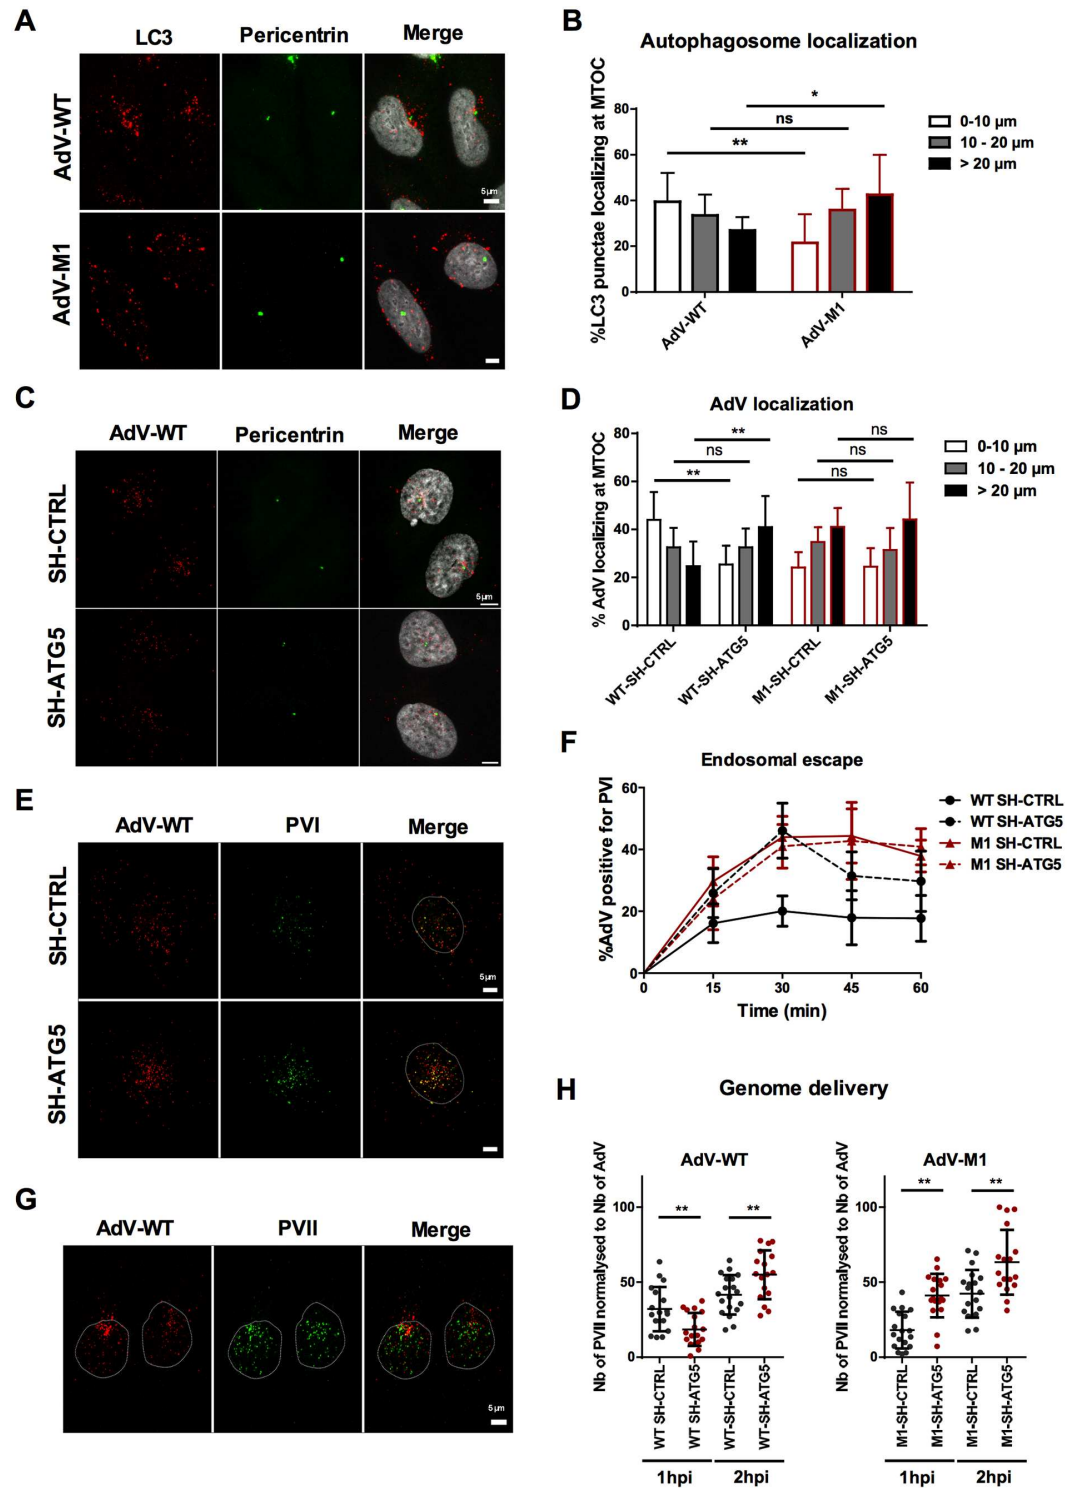 A
LC3
Pericentrin
Merge
AdV-WT
5 µm
AdV-M1
B
Autophagosome localization
%LC3 punctae localizing at MTOC
80
60
40
20
0
*
ns
**
0-10 µm
10 - 20 µm
> 20 µm
AdV-WT
AdV-M1
C
AdV-WT
Pericentrin
Merge
SH-CTRL
5 µm
SH-ATG5
D
AdV localization
% AdV localizing at MTOC
80
60
40
20
0
**
ns
**
ns
ns
ns
0-10 µm
10 - 20 µm
> 20 µm
WT-SH-CTRL
WT-SH-ATG5
M1-SH-CTRL
M1-SH-ATG5
E
AdV-WT
PVI
Merge
SH-CTRL
5 µm
SH-ATG5
F
Endosomal escape
%AdV positive for PVI
60
40
20
0
0
15
30
45
60
Time (min)
WT SH-CTRL
WT SH-ATG5
M1 SH-CTRL
M1 SH-ATG5
G
AdV-WT
PVII
Merge
5 µm
H
Genome delivery
AdV-WT
Nb of PVII normalysed to Nb of AdV
100
50
0
**
**
WT SH-CTRL
WT SH-ATG5
WT-SH-CTRL
WT-SH-ATG5
1hpi
2hpi
AdV-M1
Nb of PVII normalysed to Nb of AdV
100
50
0
**
**
M1-SH-CTRL
M1-SH-ATG5
M1-SH-CTRL
M1-SH-ATG5
1hpi
2hpi